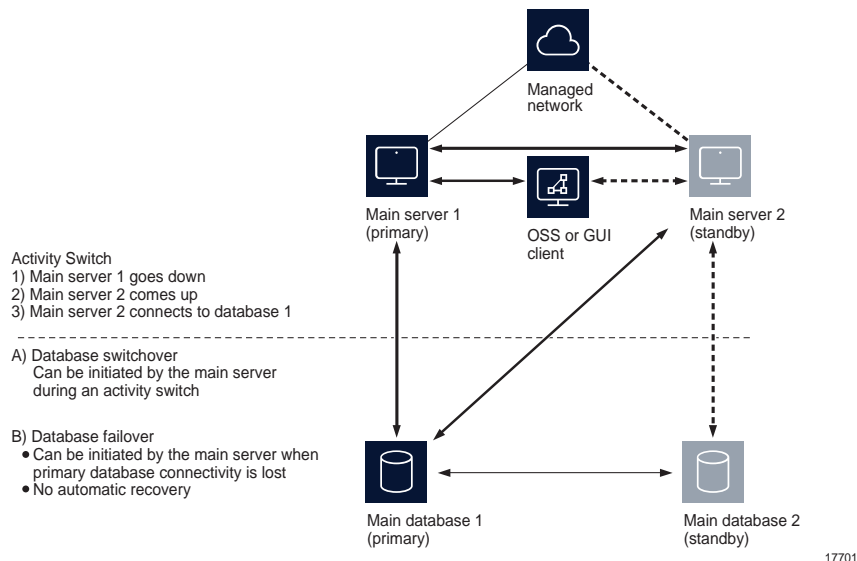 Managed
network
Main server 1
(primary)
OSS or GUI
client
Main server 2
(standby)
Activity Switch
1) Main server 1 goes down
2) Main server 2 comes up
3) Main server 2 connects to database 1
A) Database switchover
Can be initiated by the main server
during an activity switch
B) Database failover
• Can be initiated by the main server when
primary database connectivity is lost
• No automatic recovery
Main database 1
(primary)
Main database 2
(standby)
17701